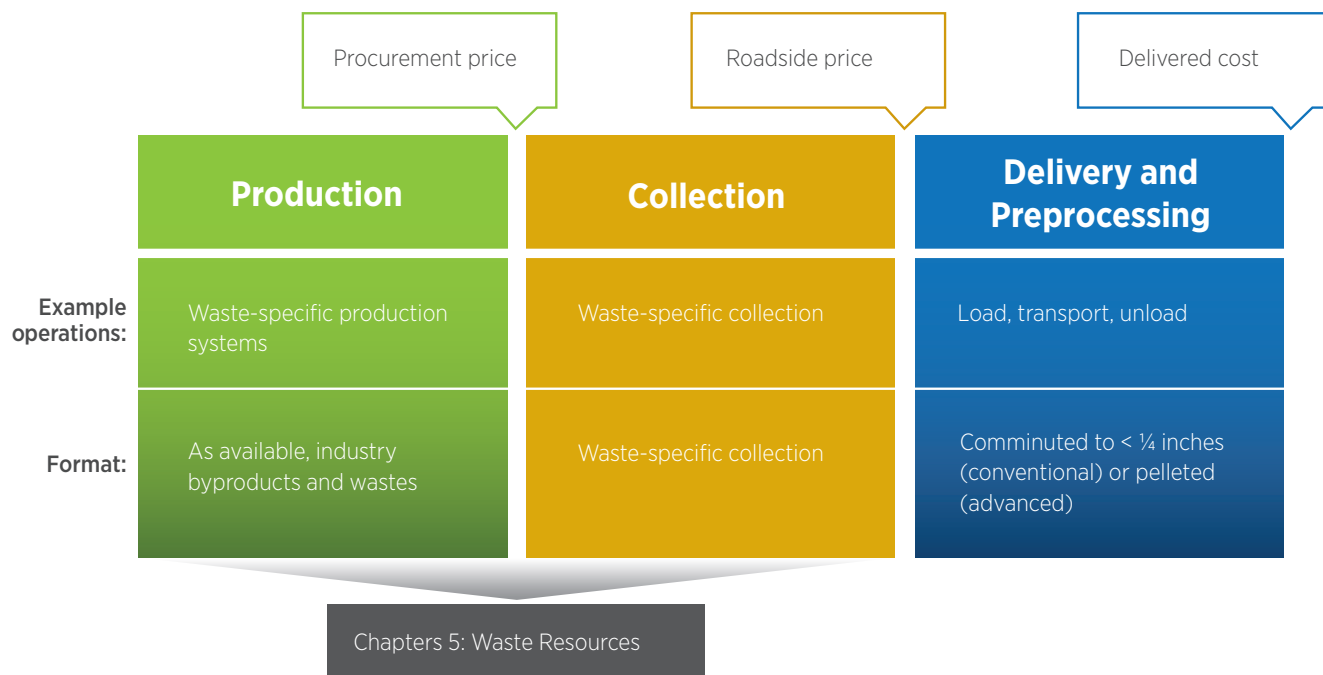 Procurement price
Roadside price
Delivered cost
Production
Collection
Delivery and
Preprocessing
Example
operations:
Waste-specific production
systems
Waste-specific collection
Load, transport, unload
Format:
As available, industry
byproducts and wastes
Waste-specific collection
Comminuted to < ¼ inches
(conventional) or pelleted
(advanced)
Chapters 5: Waste Resources